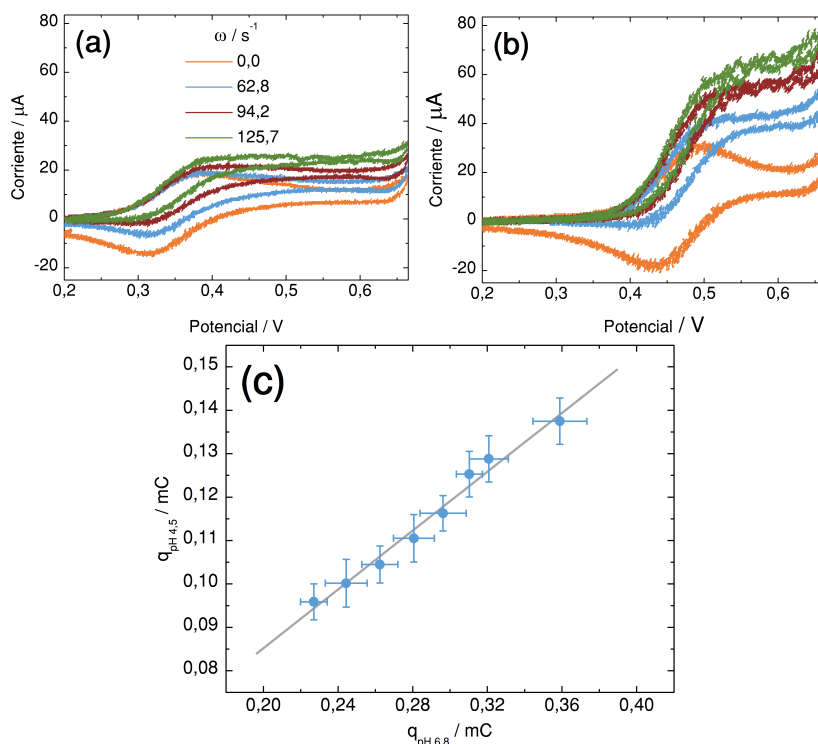 (a)
ω / s⁻¹
0,0
62,8
94,2
125,7
80
60
40
20
0
-20
Corriente / μA
0,2 0,3 0,4 0,5 0,6
Potencial / V
(b)
80
60
40
20
0
20
Corriente / μA
0,2 0,3 0,4 0,5 0,6
Potencial / V
(c)
0,15
0,14
0,13
0,12
0,11
0,10
0,09
0,08
q pH 4,5 / mC
0,20 0,24 0,28 0,32 0,36 0,40
q pH 6,8 / mC